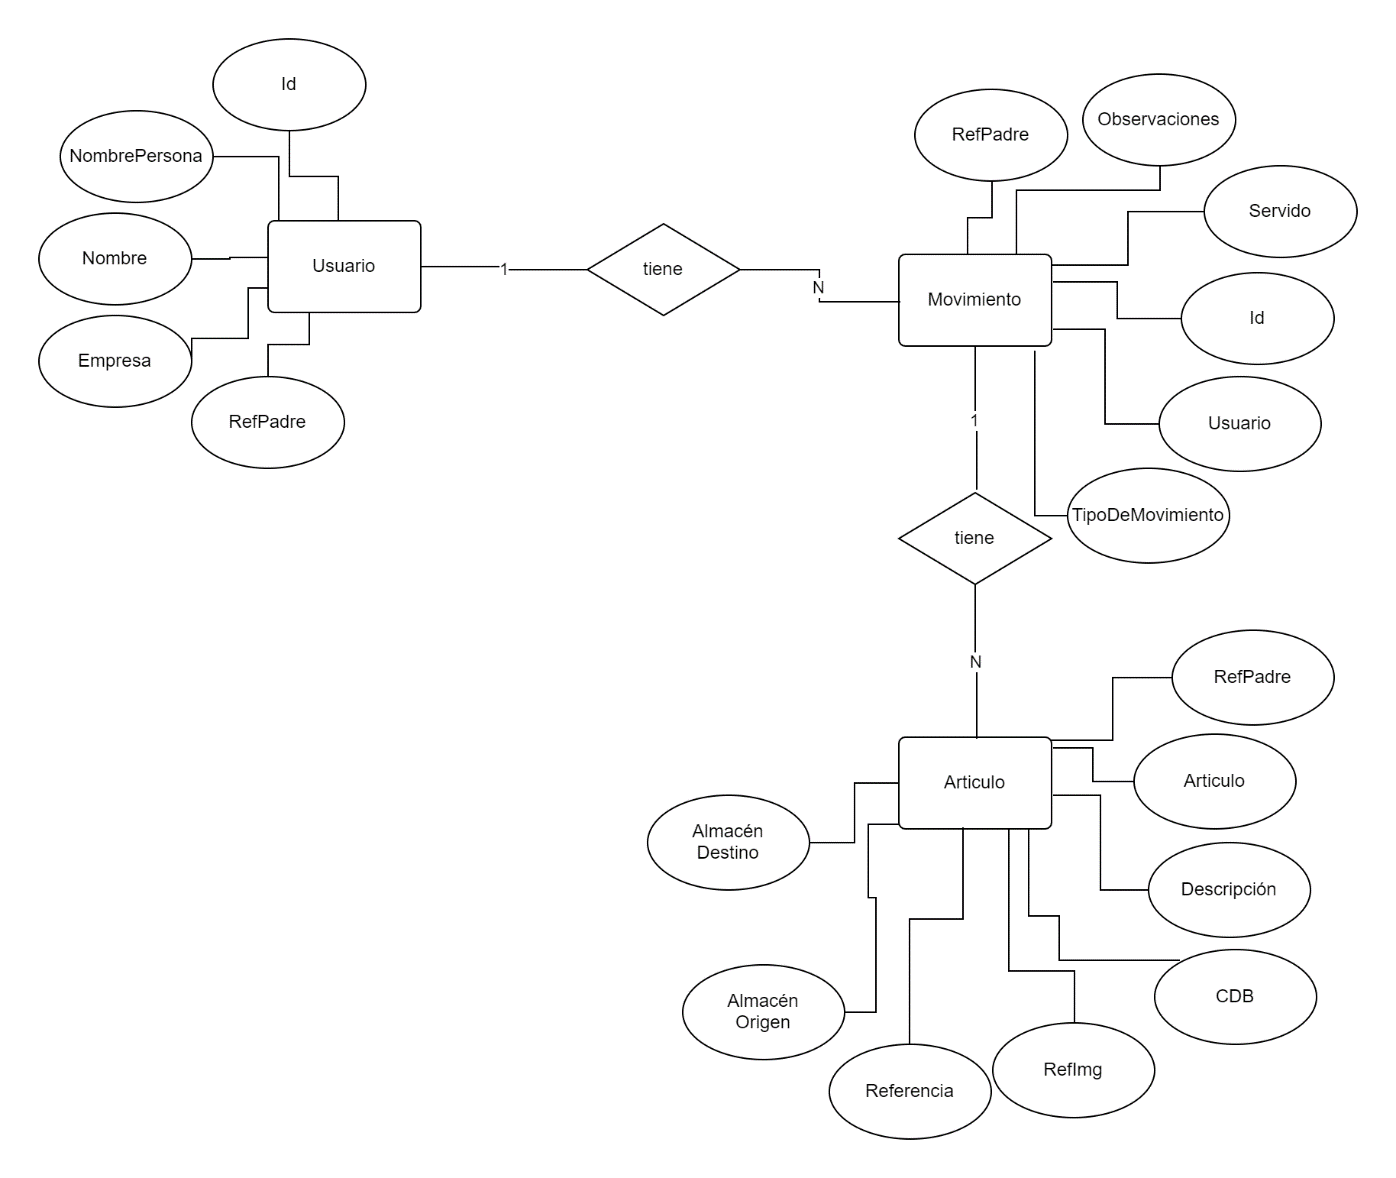 Id
NombrePersona
Nombre
Empresa
RefPadre
Usuario
1
tiene
N
RefPadre
Observaciones
Servido
Id
Usuario
TipoDeMovimiento
Movimiento
1
tiene
N
RefPadre
Articulo
Articulo
Descripción
CDB
RefImg
Referencia
Almacén
Destino
Almacén
Origen